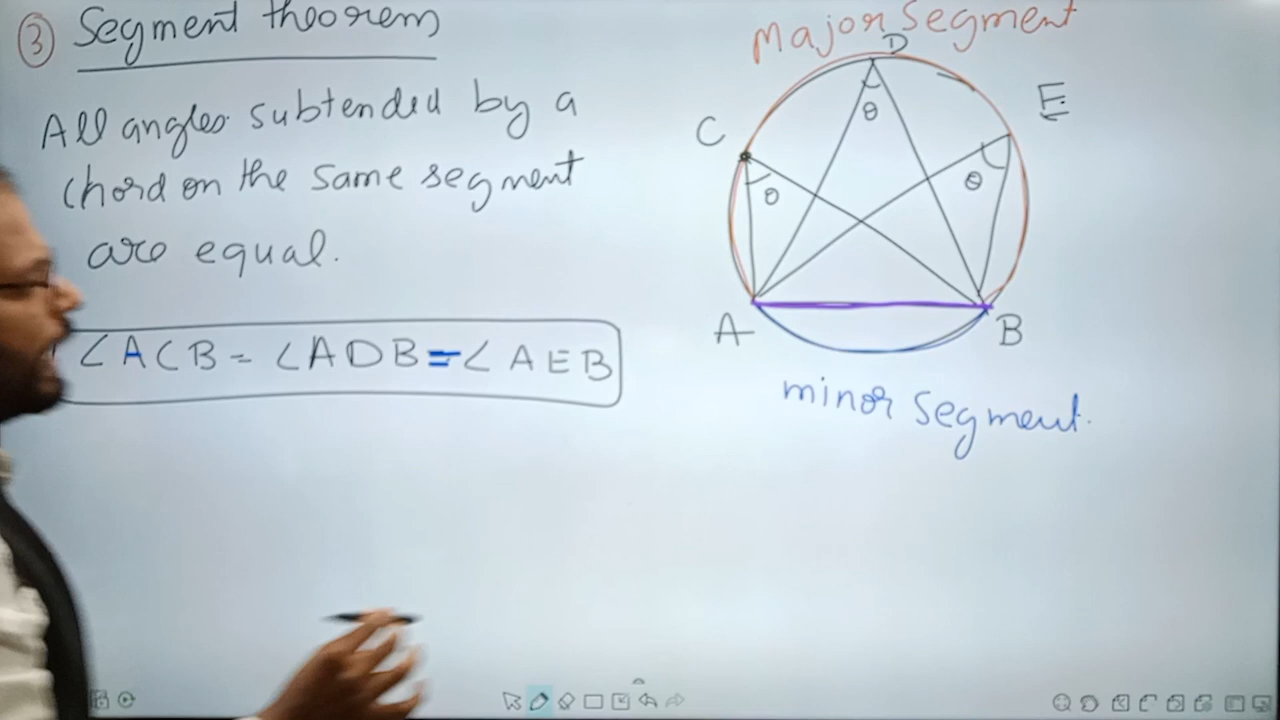 ③ Segment theorem
All angles subtended by a
chord on the same segment
are equal.
∠ACB = ∠ADB = ∠AEB
Major Segment
D
θ
E
C
θ
θ
A
B
minor segment.